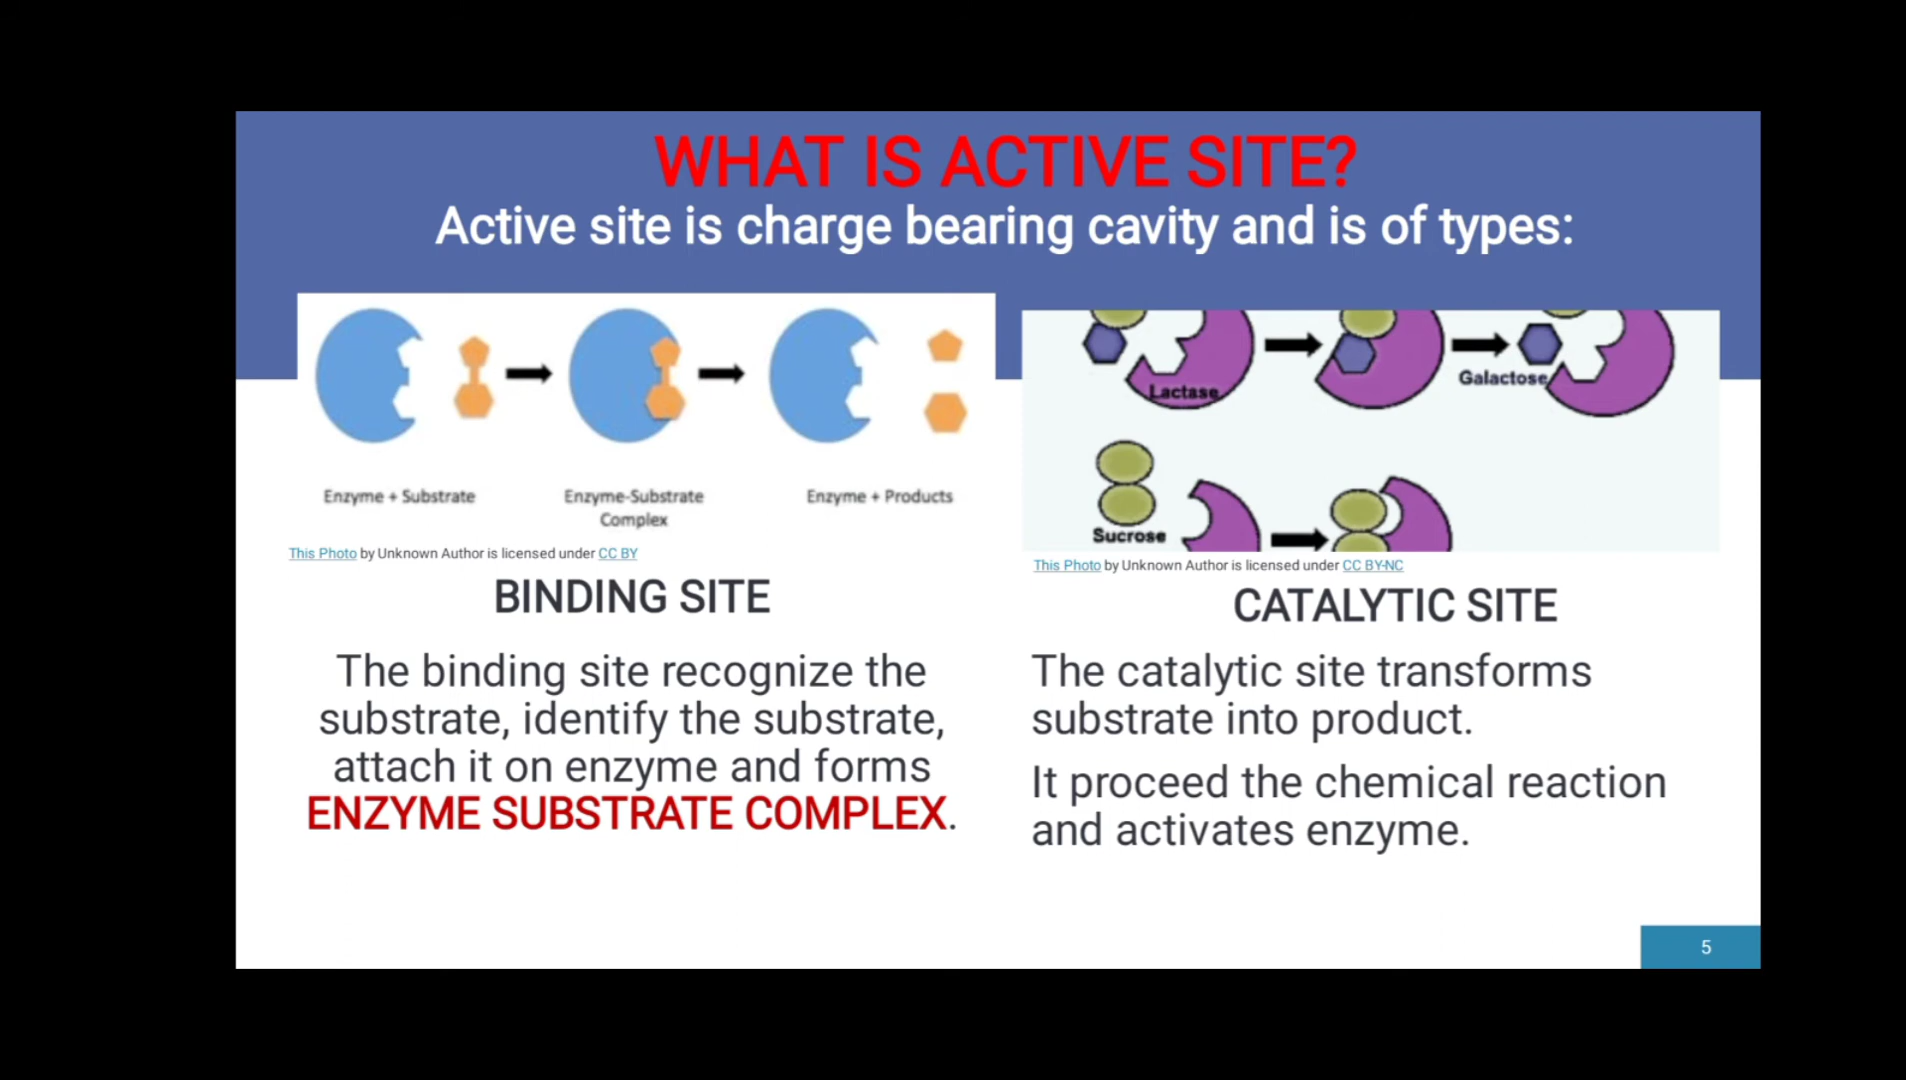 WHAT IS ACTIVE SITE?
Active site is charge bearing cavity and is of types:
Enzyme + Substrate
Enzyme-Substrate
Complex
Enzyme + Products
This Photo by Unknown Author is licensed under CC BY
BINDING SITE
The binding site recognize the
substrate, identify the substrate,
attach it on enzyme and forms
ENZYME SUBSTRATE COMPLEX.
Lactase
Galactose
Sucrose
This Photo by Unknown Author is licensed under CC BY-NC
CATALYTIC SITE
The catalytic site transforms
substrate into product.
It proceed the chemical reaction
and activates enzyme.
5